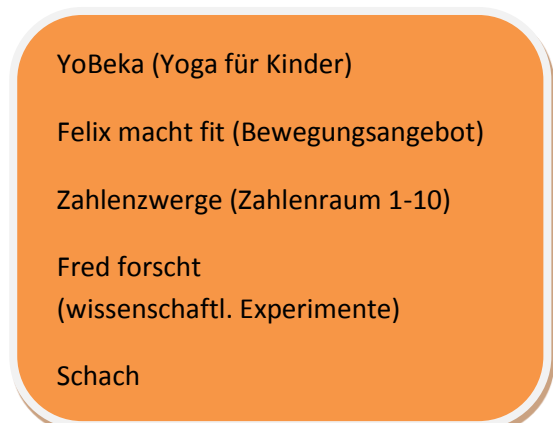 YoBeka (Yoga für Kinder)
Felix macht fit (Bewegungsangebot)
Zahlenzwerge (Zahlenraum 1-10)
Fred forscht
(wissenschaftl. Experimente)
Schach